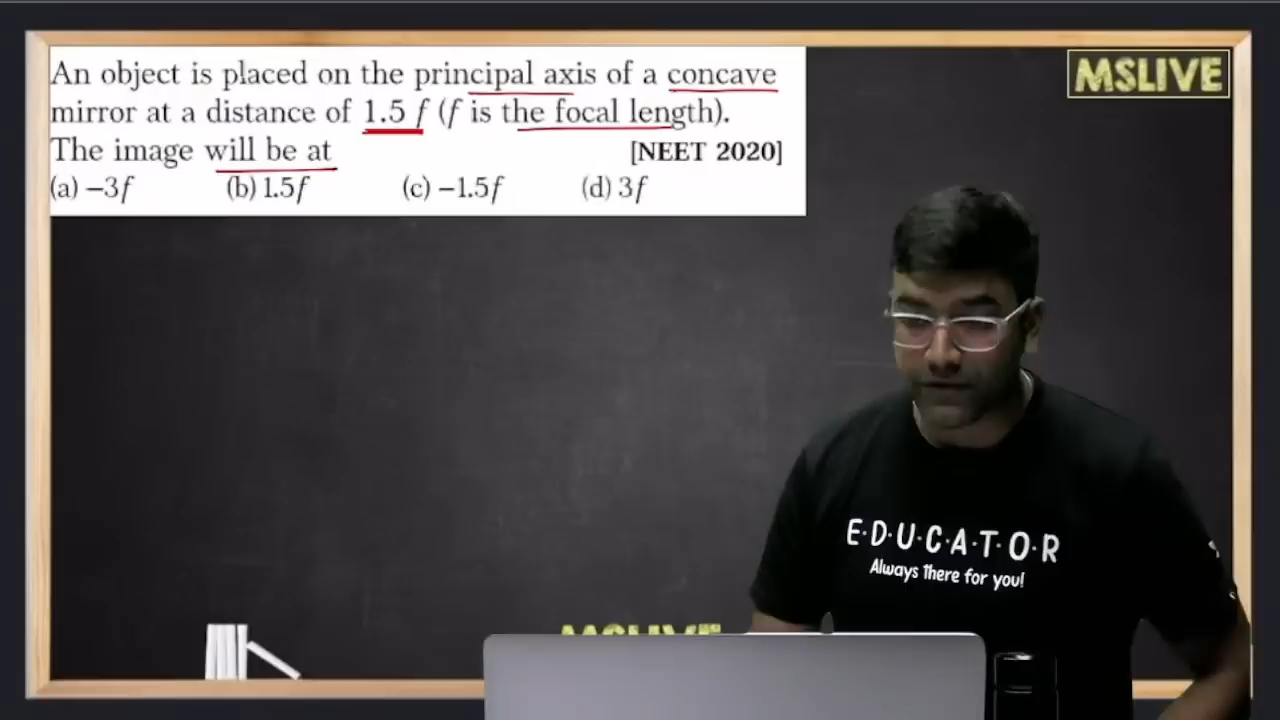 An object is placed on the principal axis of a concave
mirror at a distance of 1.5 f (f is the focal length).
The image will be at [NEET 2020]
(a) −3f (b) 1.5f (c) −1.5f (d) 3f
MSLIVE
E·D·U·C·A·T·O·R
Always There for you!
MSLIVE